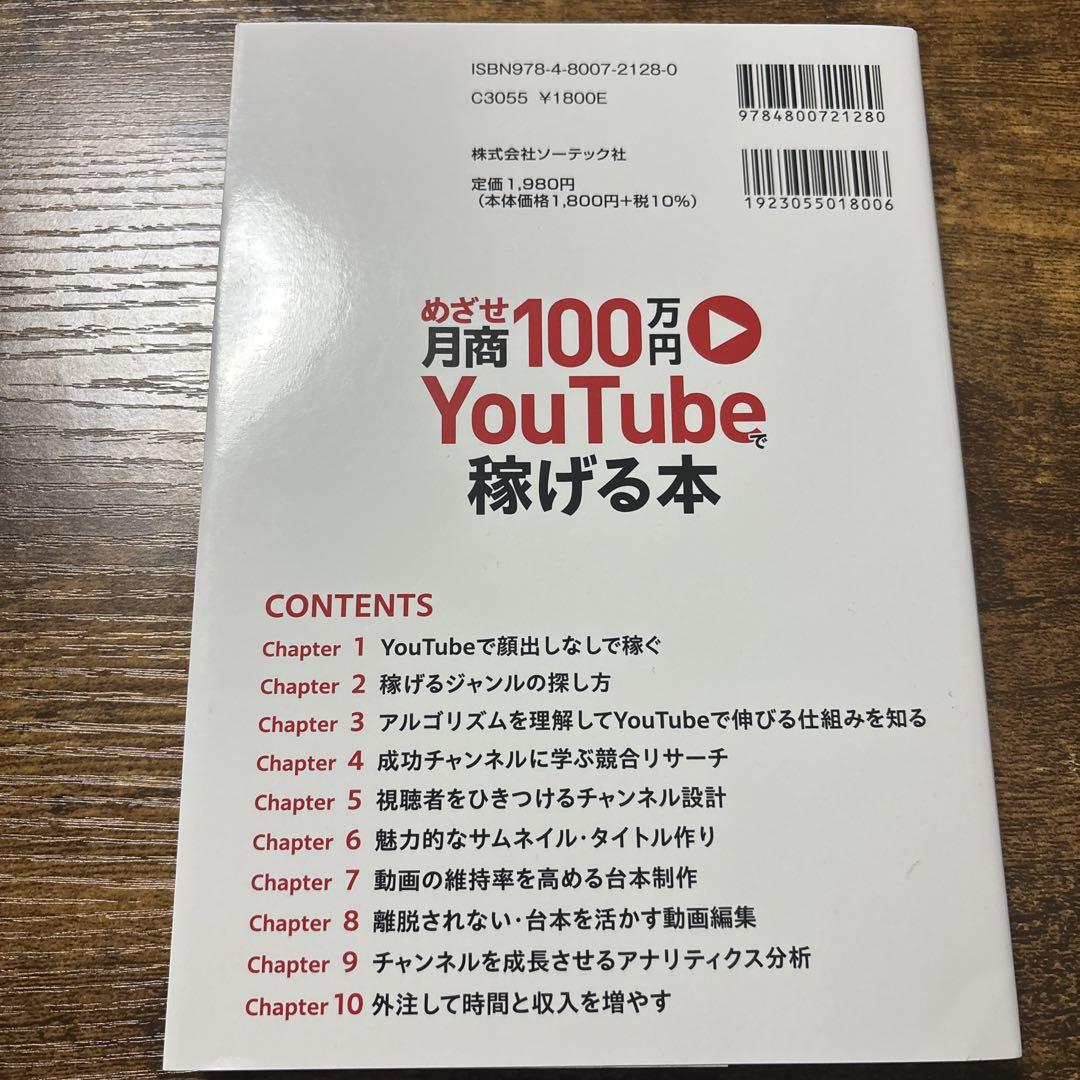 ISBN978-4-8007-2128-0
C3055 ¥1800E
9784800721280
株式会社ソーテック社
定価1,980円
（本体価格1,800円+税10%）
1923055018006
めざせ
月商100万円
YouTubeで
稼げる本
CONTENTS
Chapter 1 YouTubeで顔出しなしで稼ぐ
Chapter 2 稼げるジャンルの探し方
Chapter 3 アルゴリズムを理解してYouTubeで伸びる仕組みを知る
Chapter 4 成功チャンネルに学ぶ競合リサーチ
Chapter 5 視聴者をひきつけるチャンネル設計
Chapter 6 魅力的なサムネイル・タイトル作り
Chapter 7 動画の維持率を高める台本制作
Chapter 8 離脱されない・台本を活かす動画編集
Chapter 9 チャンネルを成長させるアナリティクス分析
Chapter 10 外注して時間と収入を増やす